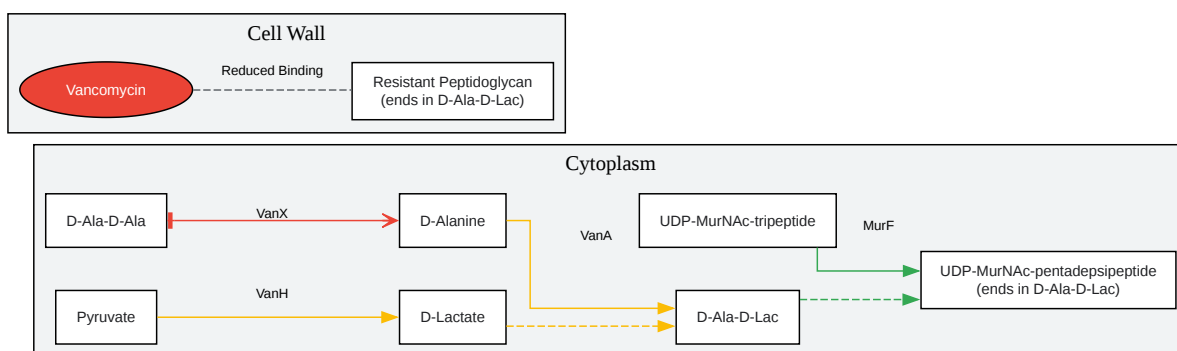 Cell Wall
Reduced Binding
Vancomycin
Resistant Peptidoglycan
(ends in D-Ala-D-Lac)
Cytoplasm
D-Ala-D-Ala
VanX
D-Alanine
VanA
UDP-MurNAc-tripeptide
MurF
UDP-MurNAc-pentadepsipeptide
(ends in D-Ala-D-Lac)
Pyruvate
VanH
D-Lactate
D-Ala-D-Lac